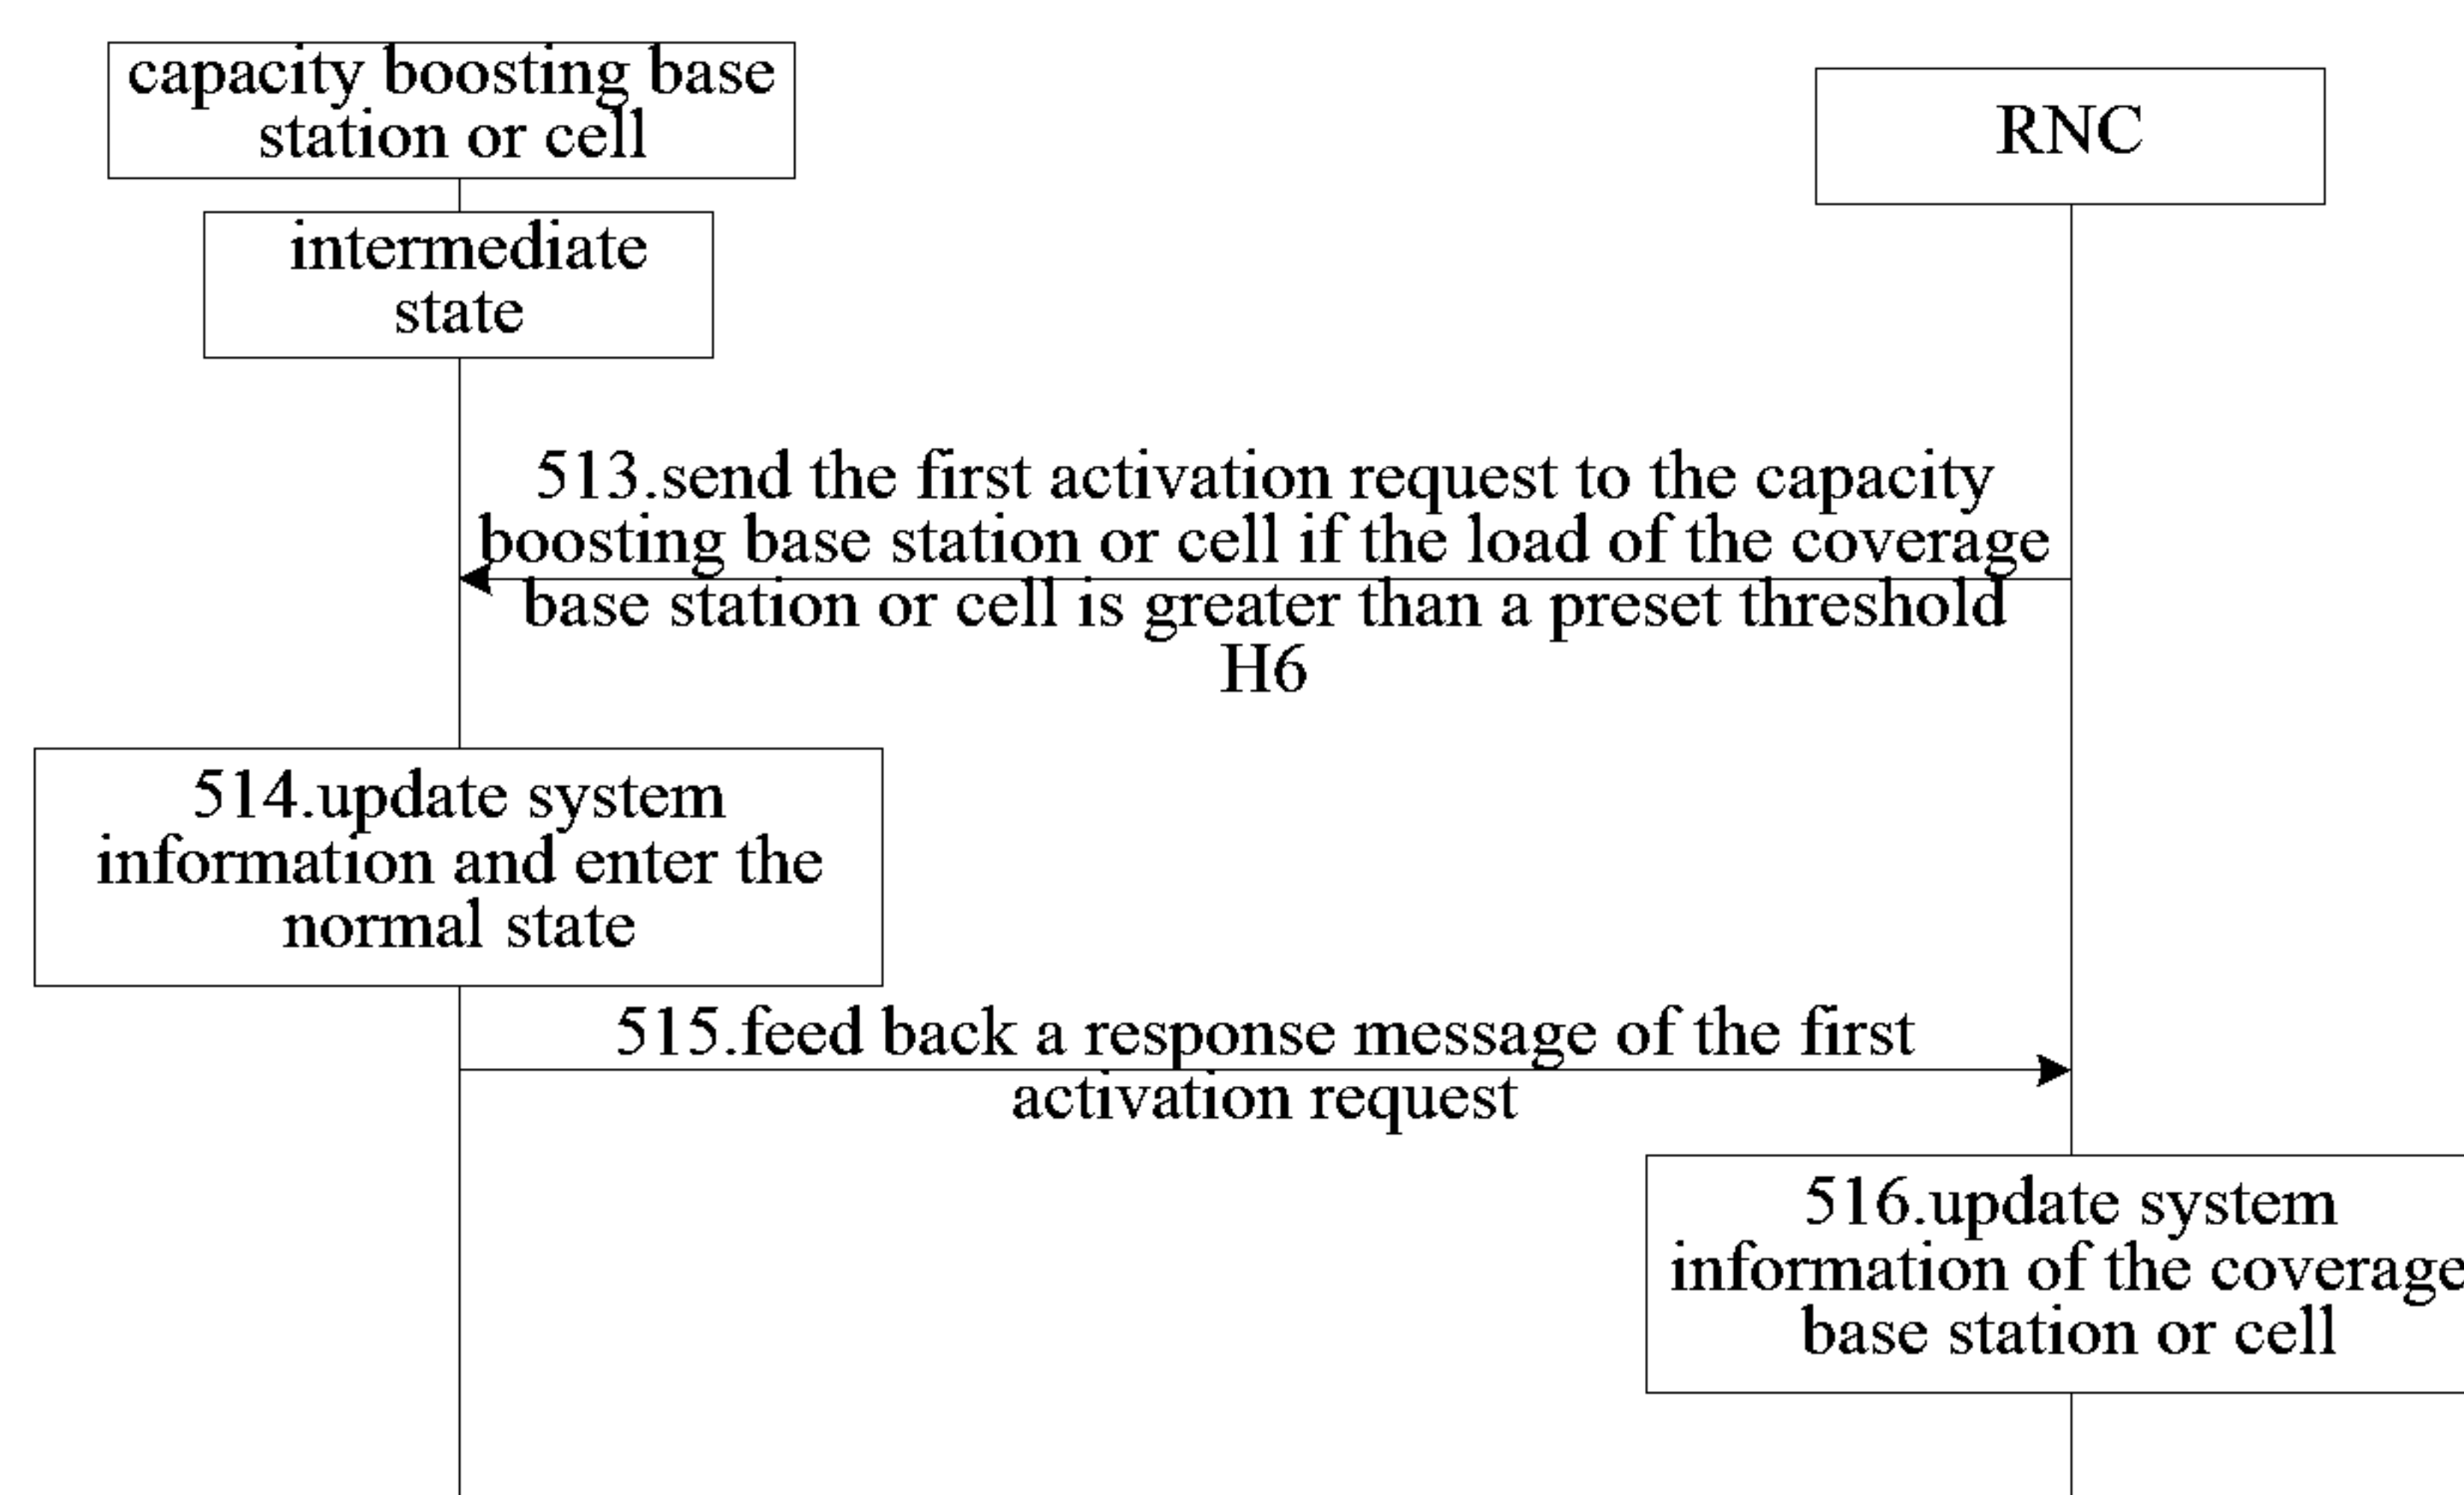 capacity boosting base
station or cell
RNC
intermediate
state
513.send the first activation request to the capacity
boosting base station or cell if the load of the coverage
base station or cell is greater than a preset threshold
H6
514.update system
information and enter the
normal state
515.feed back a response message of the first
activation request
516.update system
information of the coverage
base station or cell